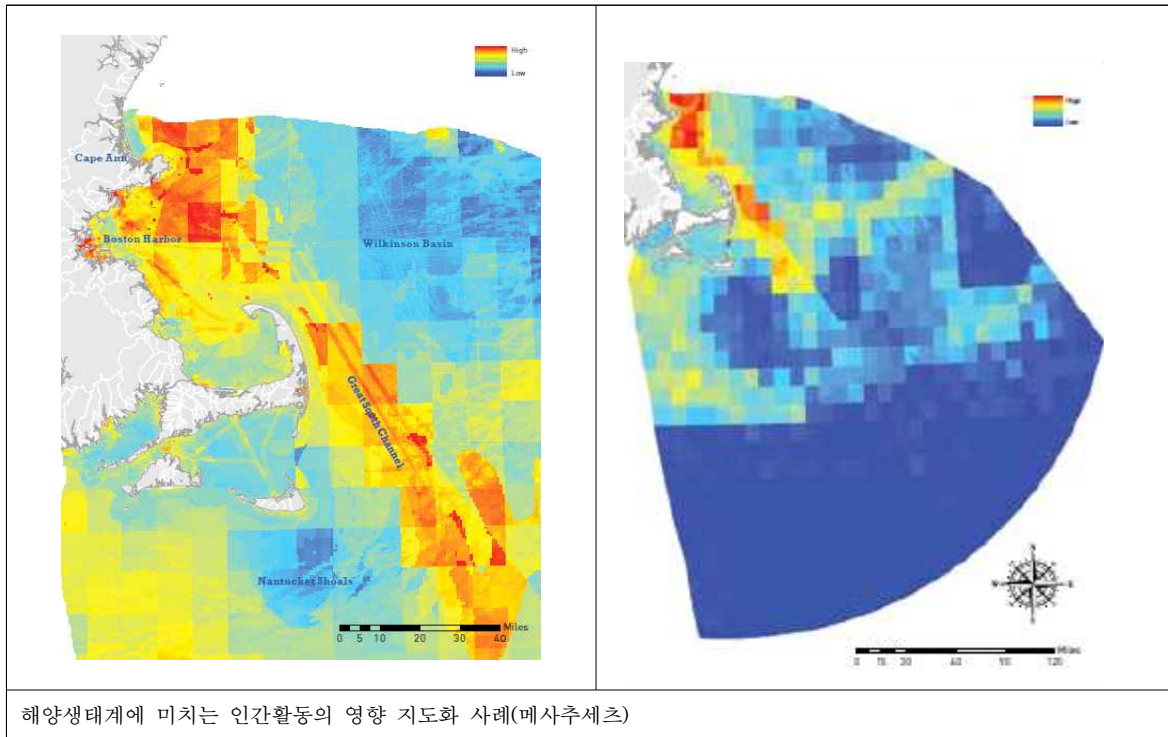 High
Low
Cape Ann
Boston Harbor
Wilkinson Basin
Great South Channel
Nantucket Shoals
Miles
0 5 10 20 30 40
High
Low
N
W E
S
Miles
0 15 30 60 90 120
해양생태계에 미치는 인간활동의 영향 지도화 사례(메사추세츠)